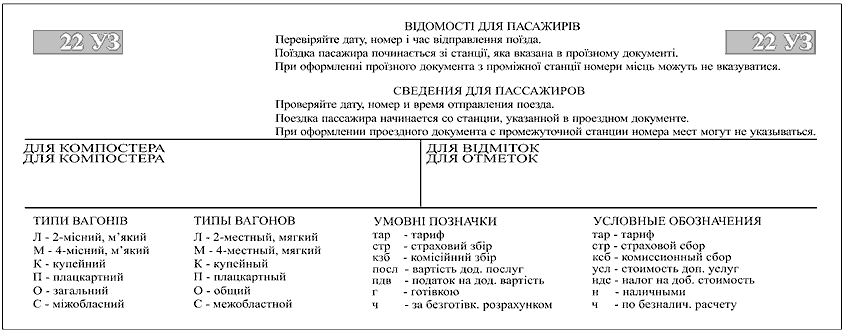 22 УЗ
22 УЗ
ВІДОМОСТІ ДЛЯ ПАСАЖИРІВ
Перевіряйте дату, номер і час відправлення поїзда.
Поїздка пасажира починається зі станції, яка вказана в проїзному документі.
При оформленні проїзного документа з проміжної станції номери місць можуть не вказуватися.
СВЕДЕНИЯ ДЛЯ ПАССАЖИРОВ
Проверяйте дату, номер и время отправления поезда.
Поездка пассажира начинается со станции, указанной в проездном документе.
При оформлении проездного документа с промежуточной станции номера мест могут не указываться.
ДЛЯ КОМПОСТЕРА
ДЛЯ КОМПОСТЕРА
ДЛЯ ВІДМІТОК
ДЛЯ ОТМЕТОК
ТИПИ ВАГОНІВ
Л - 2-місний, м’який
М - 4-місний, м’який
К - купейний
П - плацкартний
О - загальний
С - міжобласний
ТИПЫ ВАГОНОВ
Л - 2-местный, мягкий
М - 4-местный, мягкий
К - купейный
П - плацкартный
О - общий
С - межобластной
УМОВНІ ПОЗНАЧКИ
тар - тариф
стр - страховий збір
кзб - комісійний збір
посл - вартість дод. послуг
пдв - податок на дод. вартість
г - готівкою
ч - за безготівк. розрахунком
УСЛОВНЫЕ ОБОЗНАЧЕНИЯ
тар - тариф
стр - страховой сбор
ксб - комиссионный сбор
усл - стоимость доп. услуг
ндс - налог на доб. стоимость
н - наличными
ч - по безналич. расчету